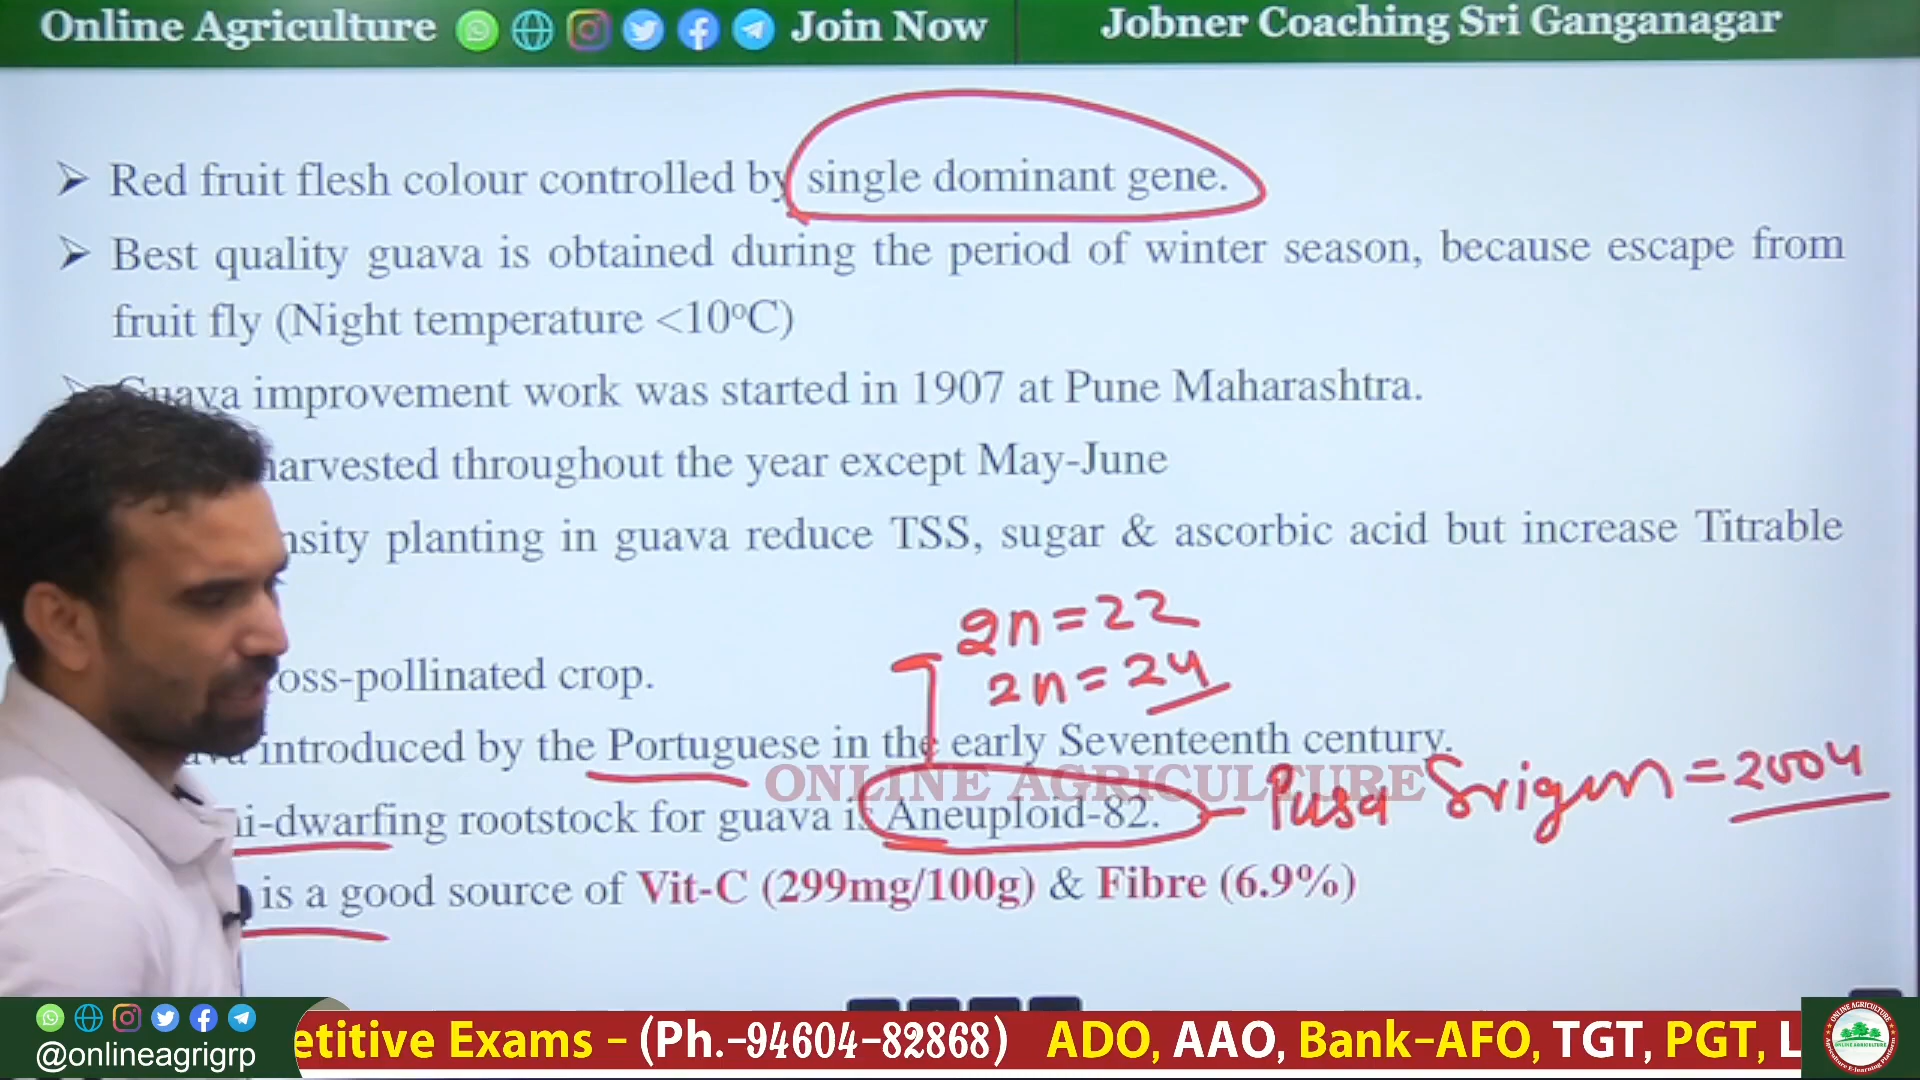 Online Agriculture Join Now Jobner Coaching Sri Ganganagar
➢ Red fruit flesh colour controlled by single dominant gene.
➢ Best quality guava is obtained during the period of winter season, because escape from
fruit fly (Night temperature <10°C)
➢ Guava improvement work was started in 1907 at Pune Maharashtra.
harvested throughout the year except May-June
nsity planting in guava reduce TSS, sugar & ascorbic acid but increase Titrable
2n=22
2n=24
oss-pollinated crop.
introduced by the Portuguese in the early Seventeenth century.
ONLINE AGRICULTURE
i-dwarfing rootstock for guava is Aneuploid-82. - Pusa Srijan = 2004
is a good source of Vit-C (299mg/100g) & Fibre (6.9%)
@onlineagrigrp
etitive Exams - (Ph.-94604-82868) ADO, AAO, Bank-AFO, TGT, PGT, L